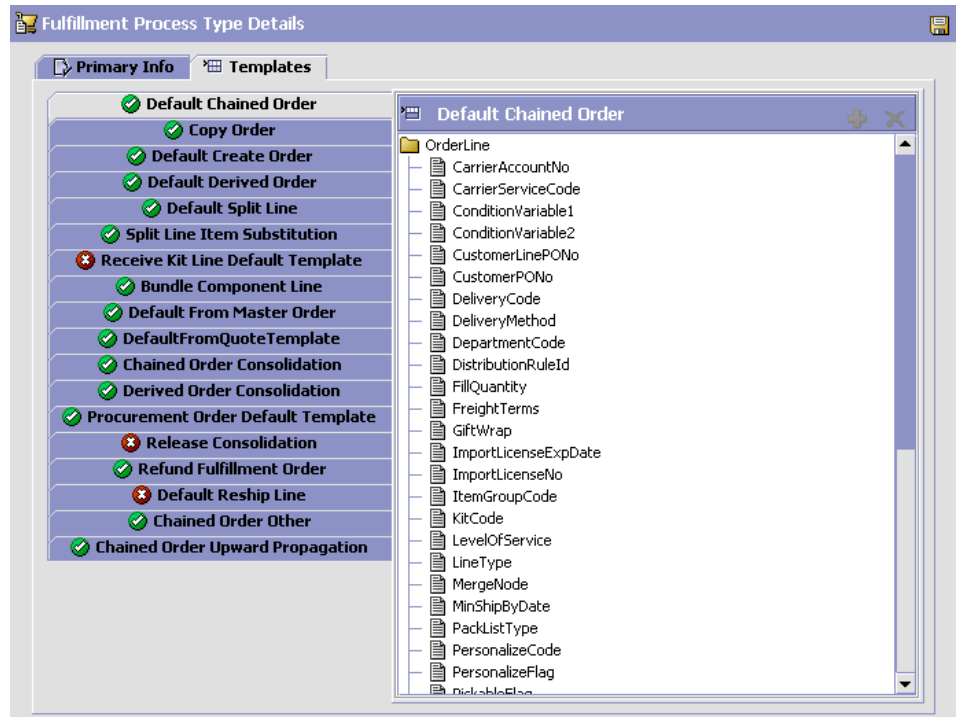 Fulfillment Process Type Details
Primary Info
Templates
Default Chained Order
Copy Order
Default Create Order
Default Derived Order
Default Split Line
Split Line Item Substitution
Receive Kit Line Default Template
Bundle Component Line
Default From Master Order
DefaultFromQuoteTemplate
Chained Order Consolidation
Derived Order Consolidation
Procurement Order Default Template
Release Consolidation
Refund Fulfillment Order
Default Reship Line
Chained Order Other
Chained Order Upward Propagation
Default Chained Order
OrderLine
CarrierAccountNo
CarrierServiceCode
ConditionVariable1
ConditionVariable2
CustomerLinePONo
CustomerPONo
DeliveryCode
DeliveryMethod
DepartmentCode
DistributionRuleId
FillQuantity
FreightTerms
GiftWrap
ImportLicenseExpDate
ImportLicenseNo
ItemGroupCode
KitCode
LevelOfService
LineType
MergeNode
MinShipByDate
PackListType
PersonalizeCode
PersonalizeFlag
PickableFlag